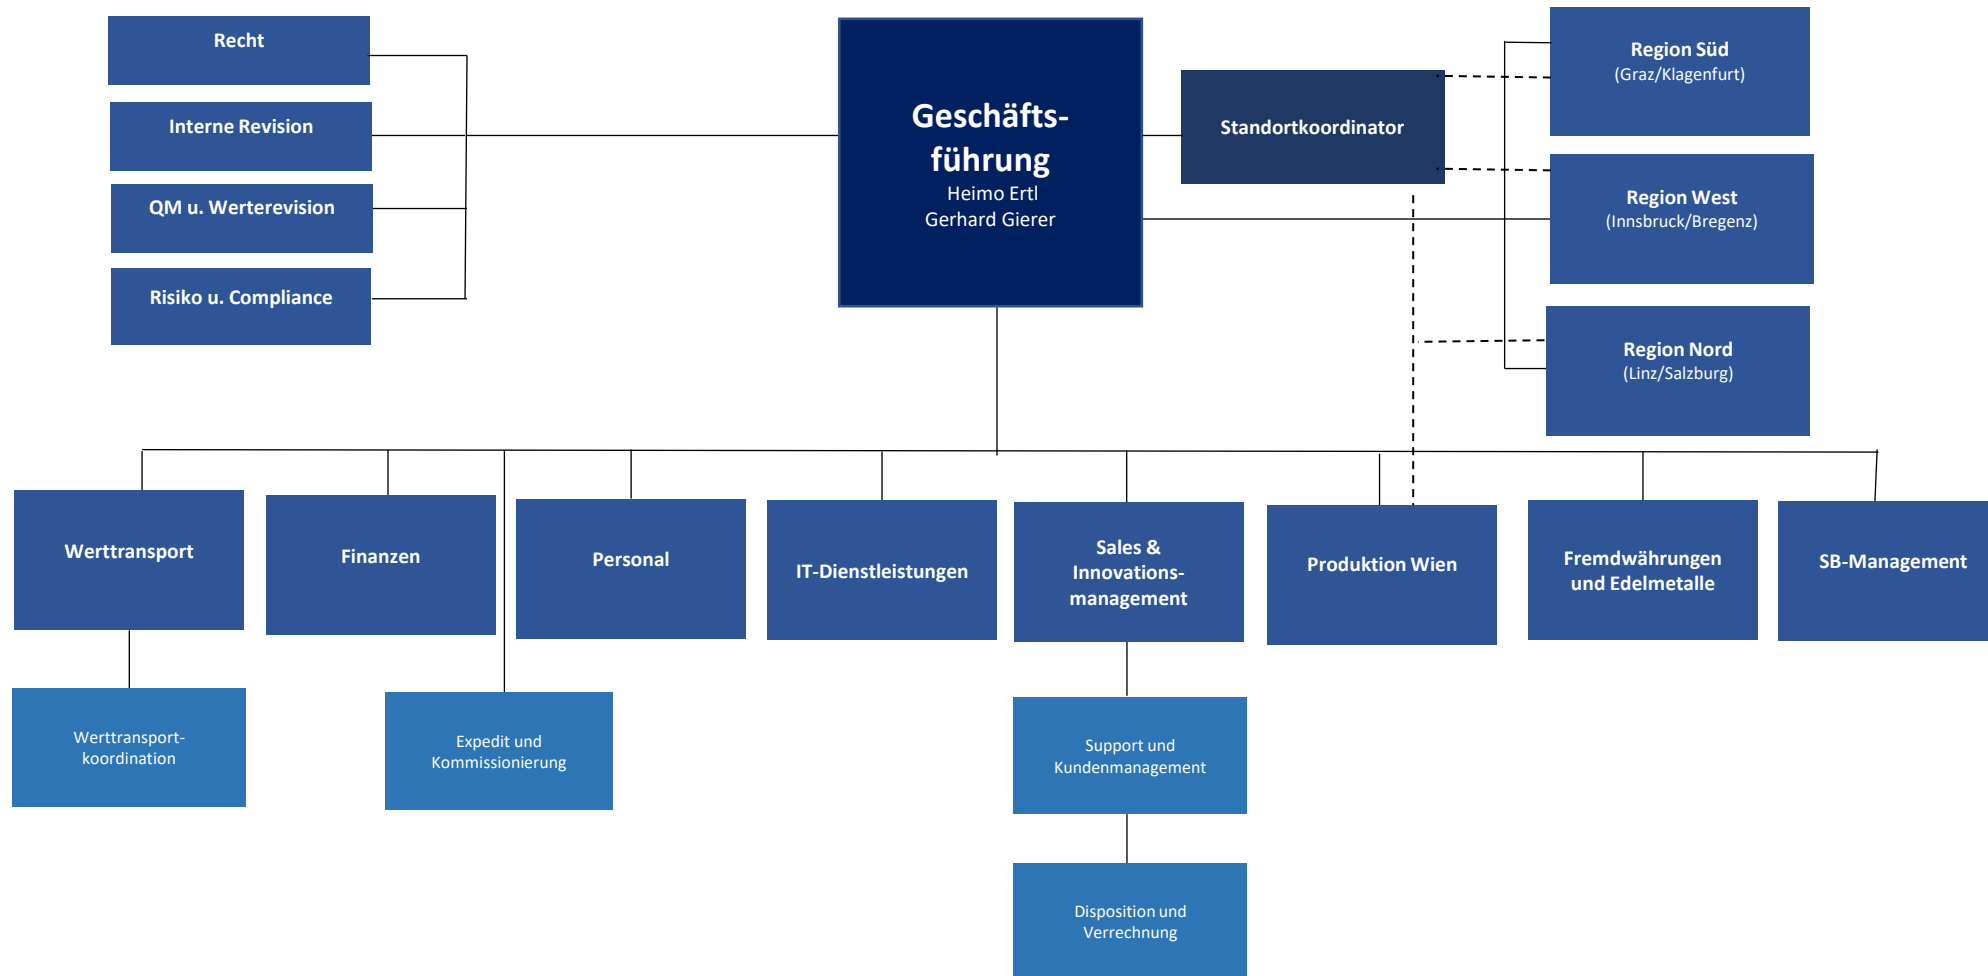 Recht
Interne Revision
QM u. Werterevision
Risiko u. Compliance
Geschäfts-
führung
Heimo Ertl
Gerhard Gierer
Standortkoordinator
Region Süd
(Graz/Klagenfurt)
Region West
(Innsbruck/Bregenz)
Region Nord
(Linz/Salzburg)
Werttransport
Finanzen
Personal
IT-Dienstleistungen
Sales &
Innovations-
management
Produktion Wien
Fremdwährungen
und Edelmetalle
SB-Management
Werttransport-
koordination
Expedit und
Kommissionierung
Support und
Kundenmanagement
Disposition und
Verrechnung